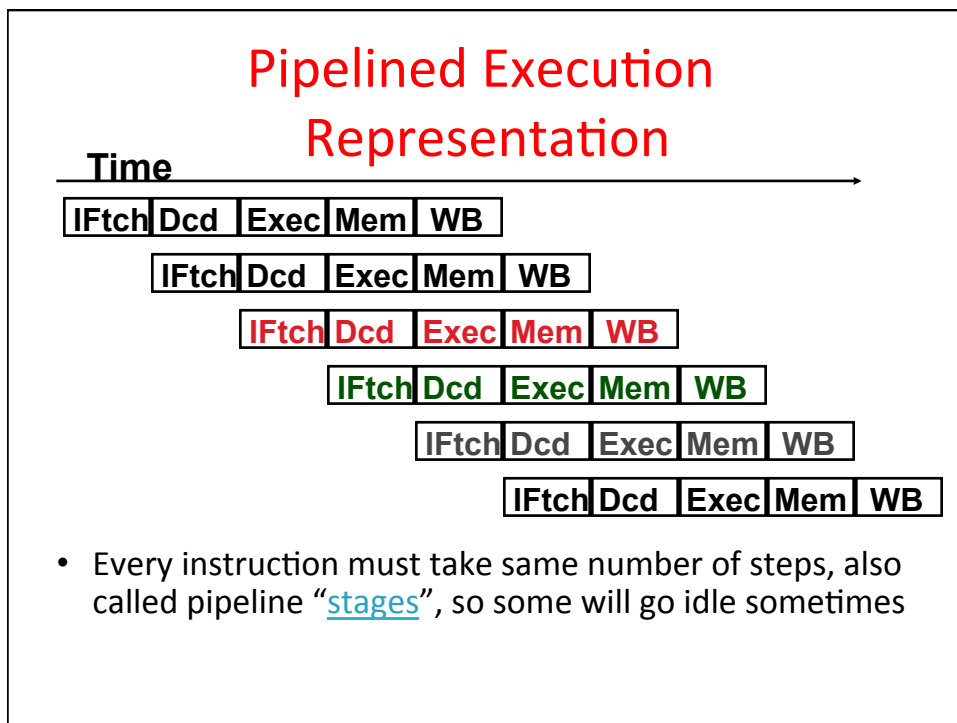 Pipelined Execution
Representation
Time
IFtch Dcd Exec Mem WB
IFtch Dcd Exec Mem WB
IFtch Dcd Exec Mem WB
IFtch Dcd Exec Mem WB
IFtch Dcd Exec Mem WB
IFtch Dcd Exec Mem WB
• Every instruction must take same number of steps, also
called pipeline “stages”, so some will go idle sometimes